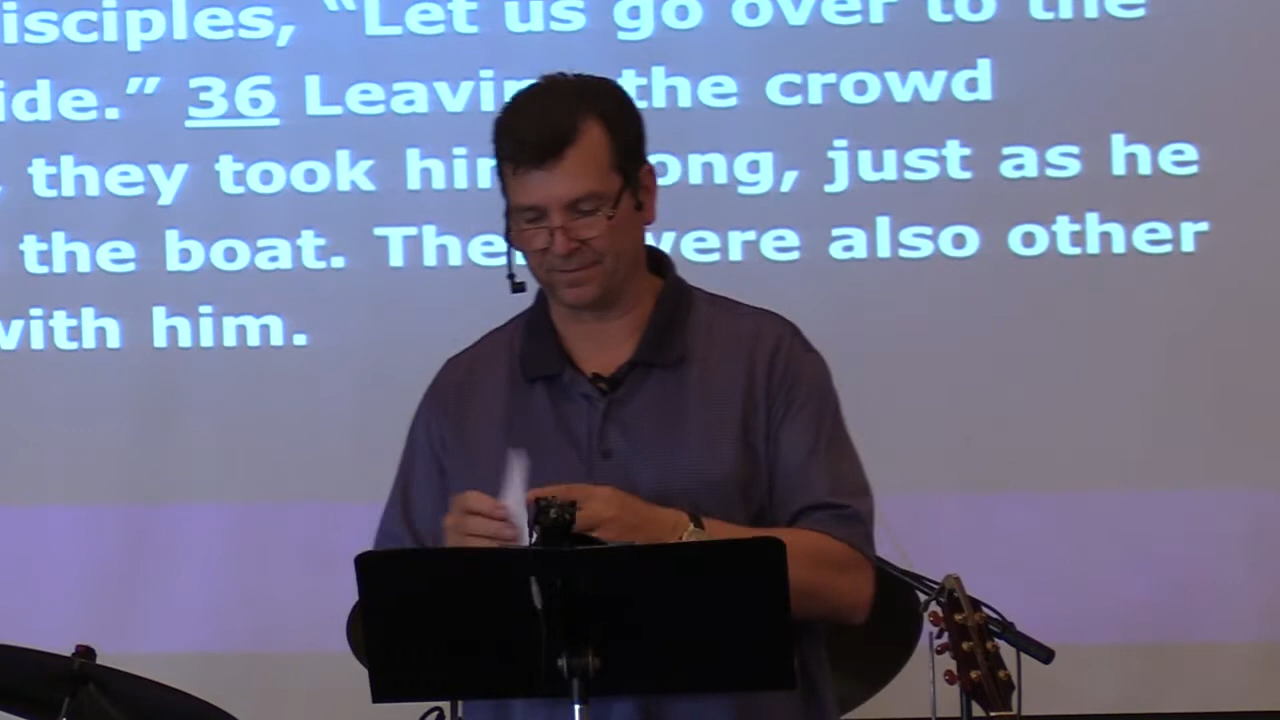 isciples, “Let us go over to the
ide.” 36 Leavin the crowd
, they took him ong, just as he
the boat. The were also other
with him.